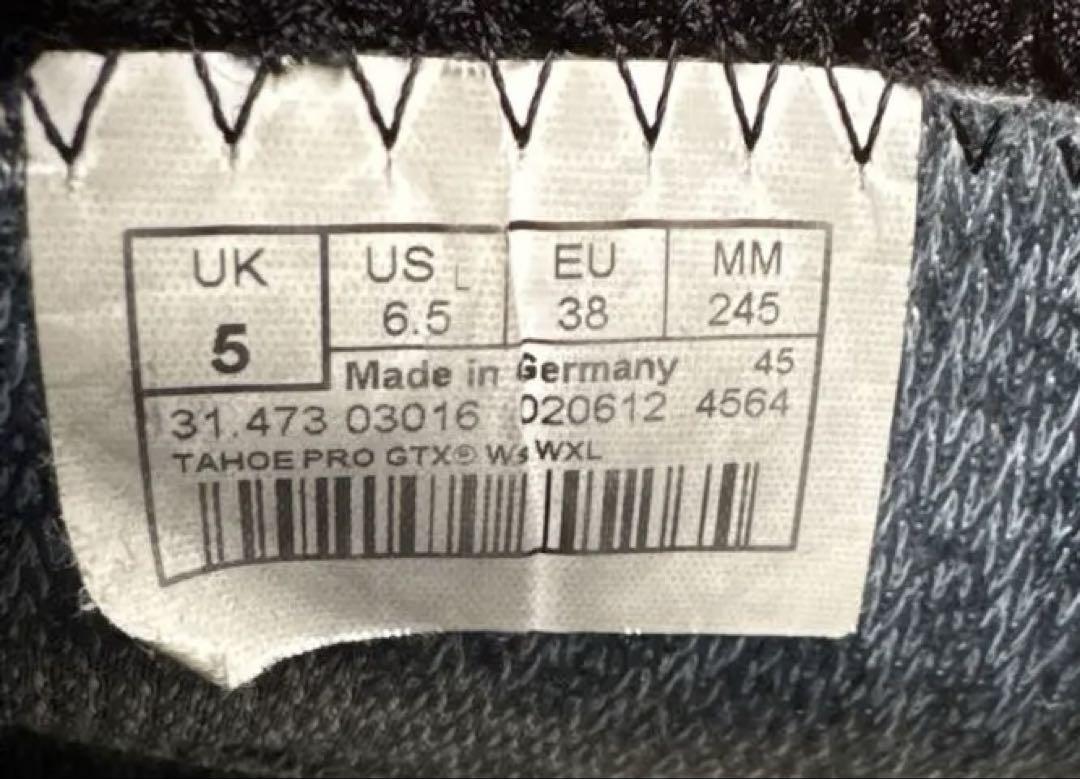 UK US L EU MM
5 6.5 38 245
Made in Germany 45
31.473 03016 020612 4564
TAHOE PRO GTX® Ws WXL